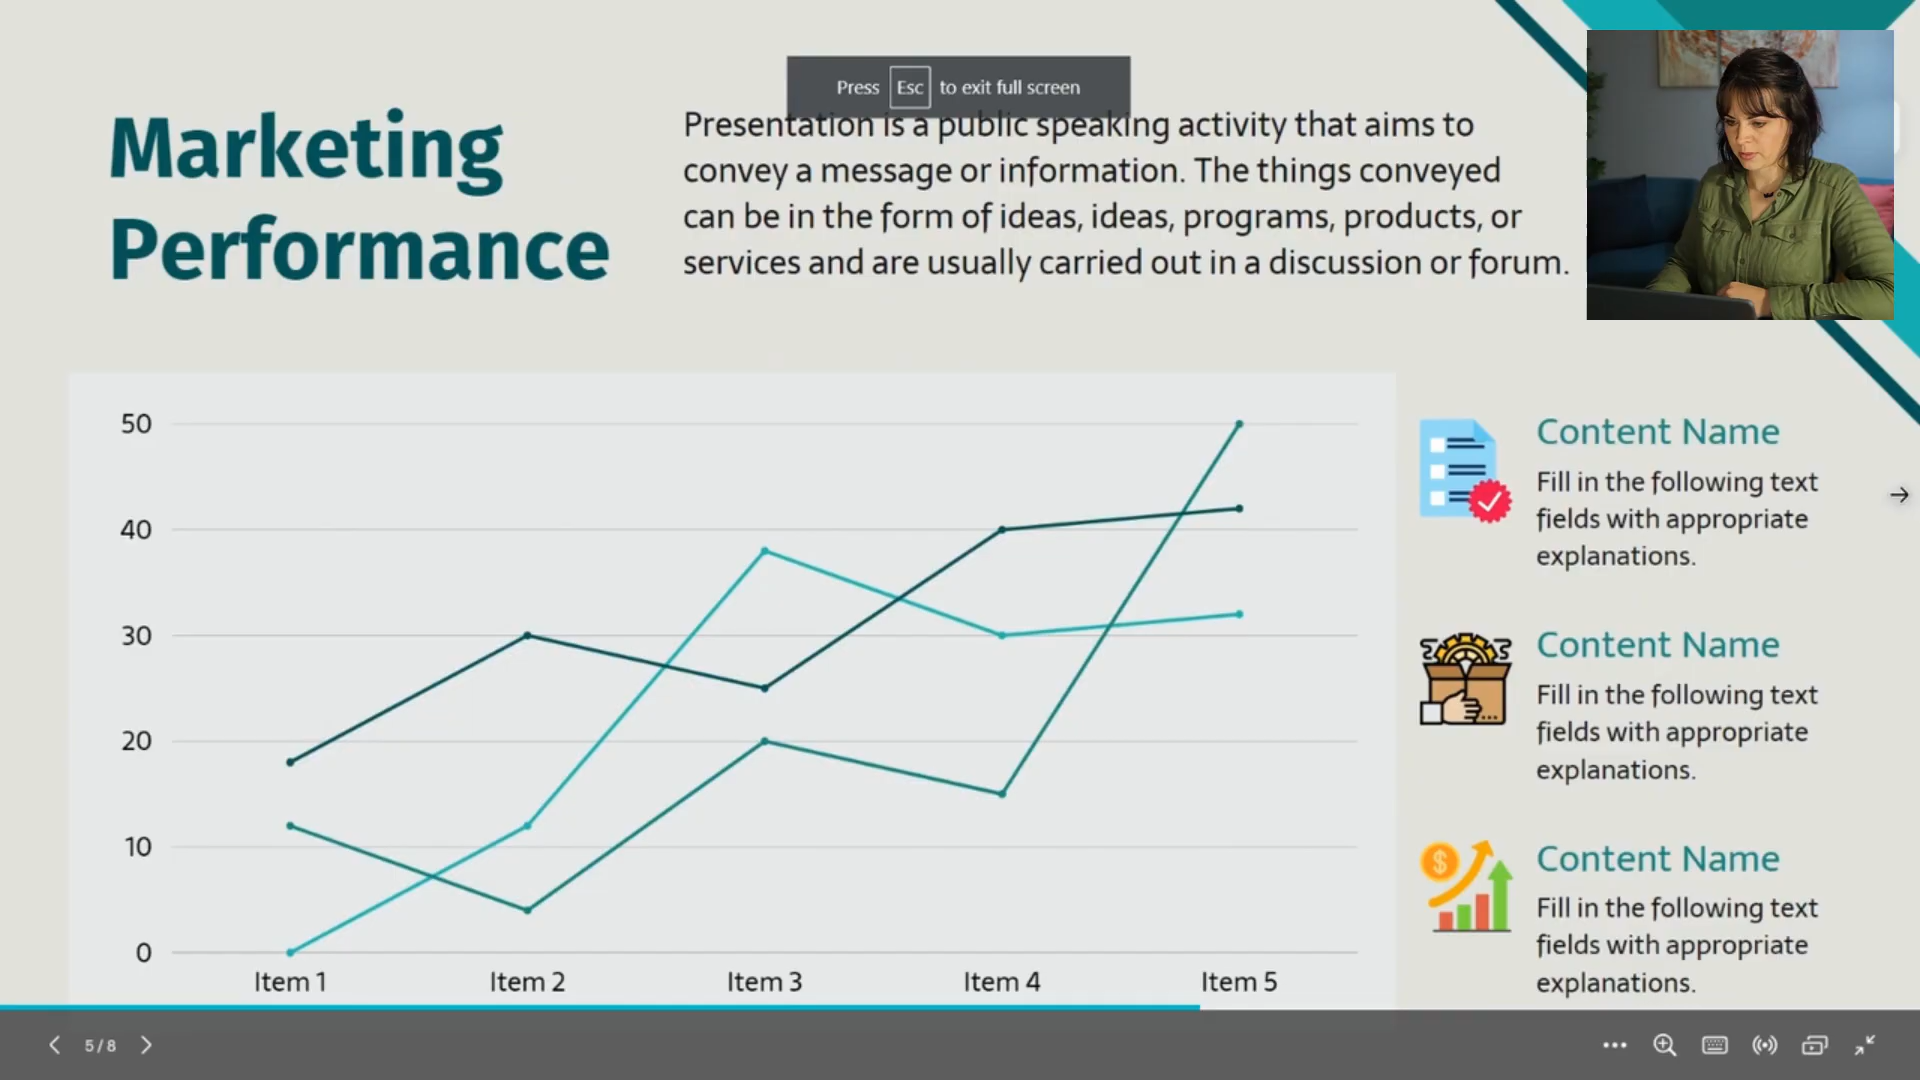 Press Esc to exit full screen
Marketing
Performance
Presentation is a public speaking activity that aims to
convey a message or information. The things conveyed
can be in the form of ideas, ideas, programs, products, or
services and are usually carried out in a discussion or forum.
50
40
30
20
10
0
Item 1
Item 2
Item 3
Item 4
Item 5
Content Name
Fill in the following text
fields with appropriate
explanations.
Content Name
Fill in the following text
fields with appropriate
explanations.
Content Name
Fill in the following text
fields with appropriate
explanations.
5/8